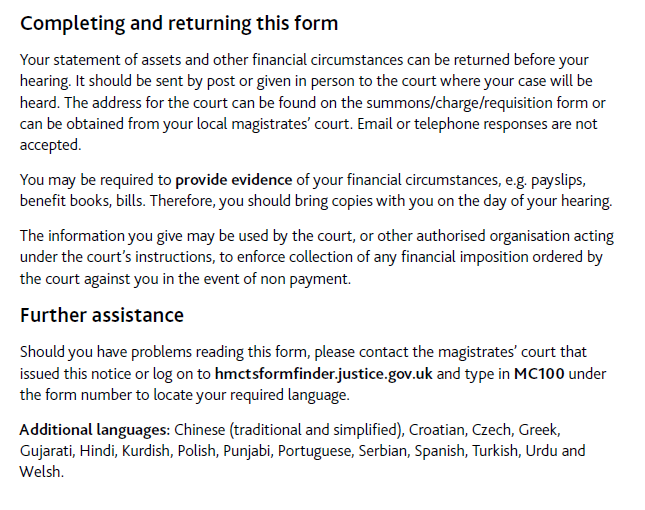 Completing and returning this form
Your statement of assets and other financial circumstances can be returned before your
hearing. It should be sent by post or given in person to the court where your case will be
heard. The address for the court can be found on the summons/charge/requisition form or
can be obtained from your local magistrates’ court. Email or telephone responses are not
accepted.
You may be required to provide evidence of your financial circumstances, e.g. payslips,
benefit books, bills. Therefore, you should bring copies with you on the day of your hearing.
The information you give may be used by the court, or other authorised organisation acting
under the court’s instructions, to enforce collection of any financial imposition ordered by
the court against you in the event of non payment.
Further assistance
Should you have problems reading this form, please contact the magistrates’ court that
issued this notice or log on to hmctsformfinder.justice.gov.uk and type in MC100 under
the form number to locate your required language.
Additional languages: Chinese (traditional and simplified), Croatian, Czech, Greek,
Gujarati, Hindi, Kurdish, Polish, Punjabi, Portuguese, Serbian, Spanish, Turkish, Urdu and
Welsh.